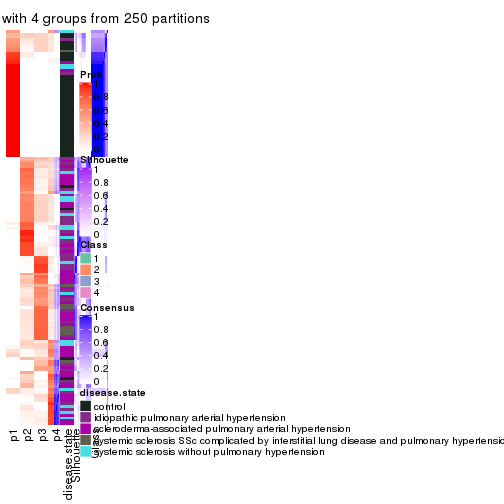 with 4 groups from 250 partitions
Prob
1
0.8
0.6
0.4
0.2
0
Silhouette
1
0.8
0.6
0.4
0.2
0
Class
1
2
3
4
Consensus
1
0.8
0.6
0.4
0.2
0
disease.state
control
idiopathic pulmonary arterial hypertension
scleroderma-associated pulmonary arterial hypertension
systemic sclerosis SSc complicated by interstitial lung disease and pulmonary hypertensio
systemic sclerosis without pulmonary hypertension
p1
p2
p3
p4
disease.state
Silhouette